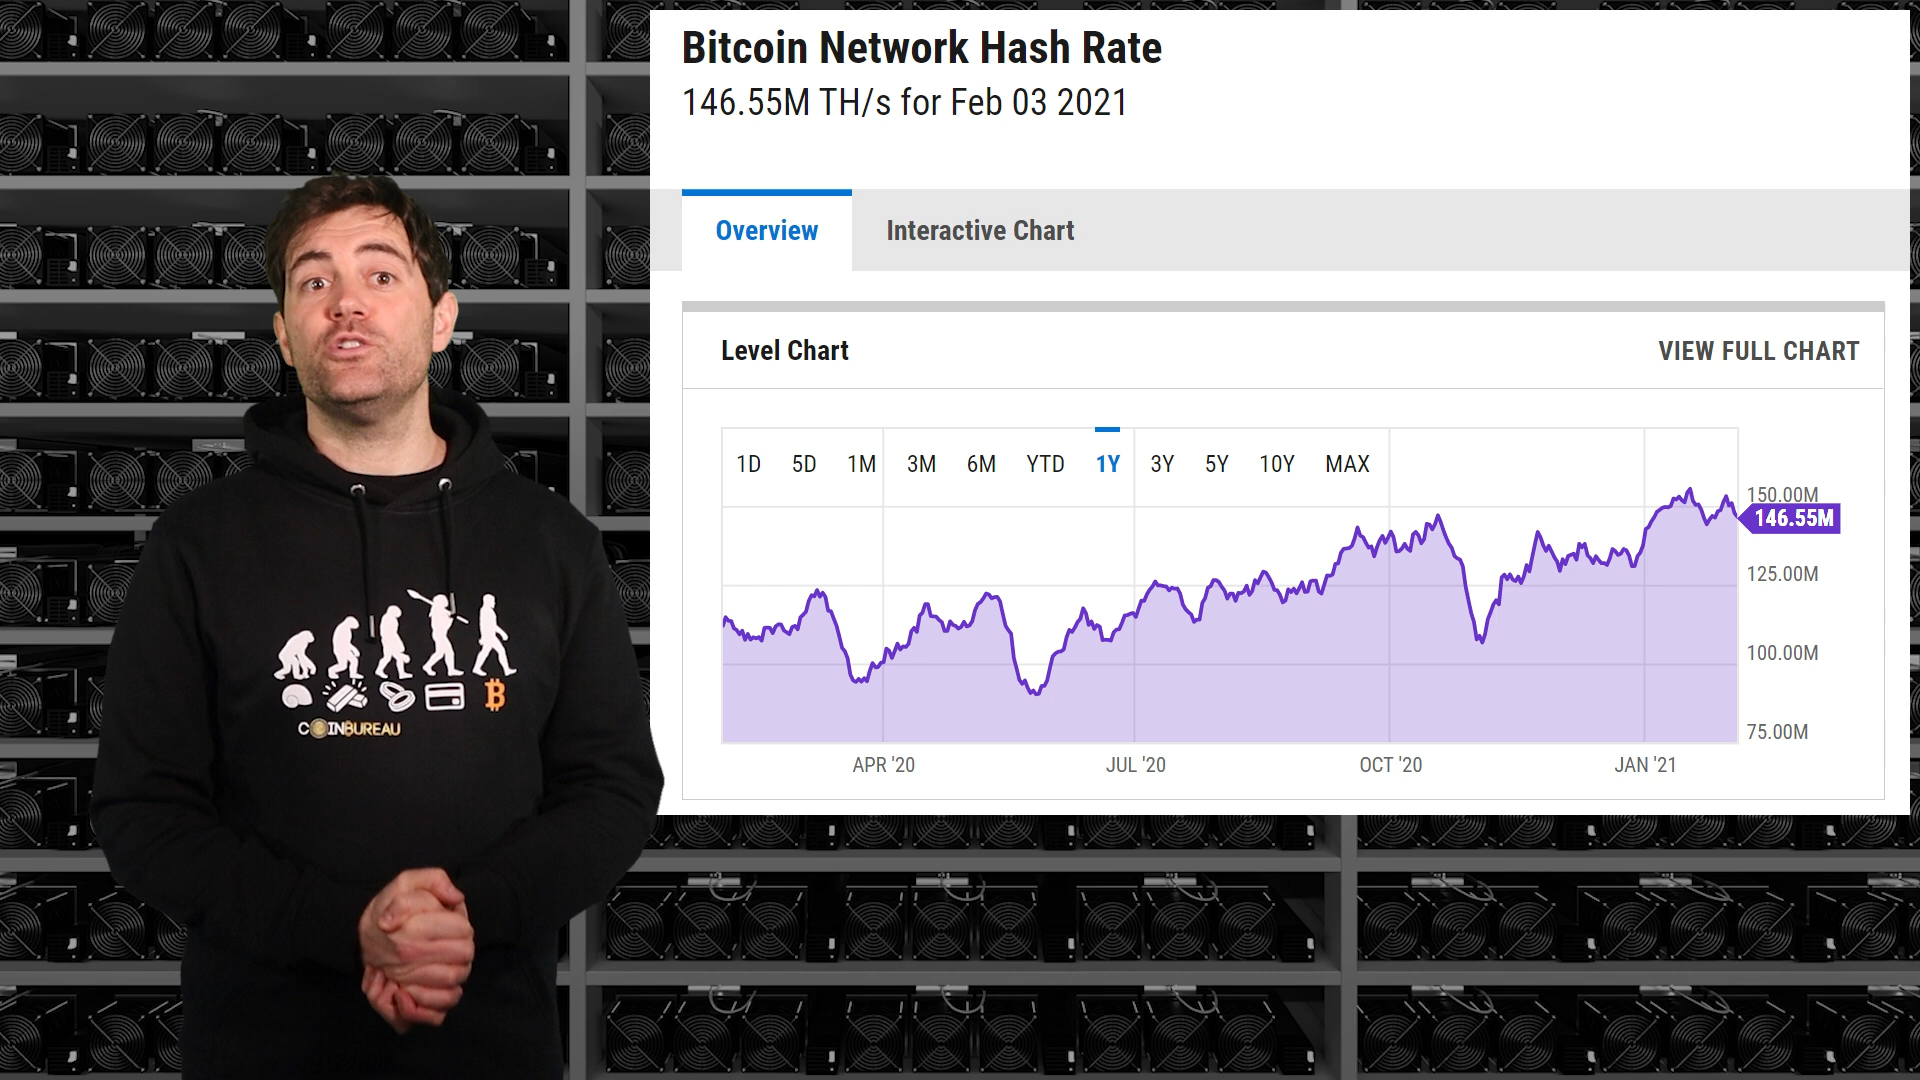 Bitcoin Network Hash Rate
146.55M TH/s for Feb 03 2021
Overview Interactive Chart
Level Chart VIEW FULL CHART
1D 5D 1M 3M 6M YTD 1Y 3Y 5Y 10Y MAX
150.00M
146.55M
125.00M
100.00M
75.00M
APR '20 JUL '20 OCT '20 JAN '21
COINBUREAU